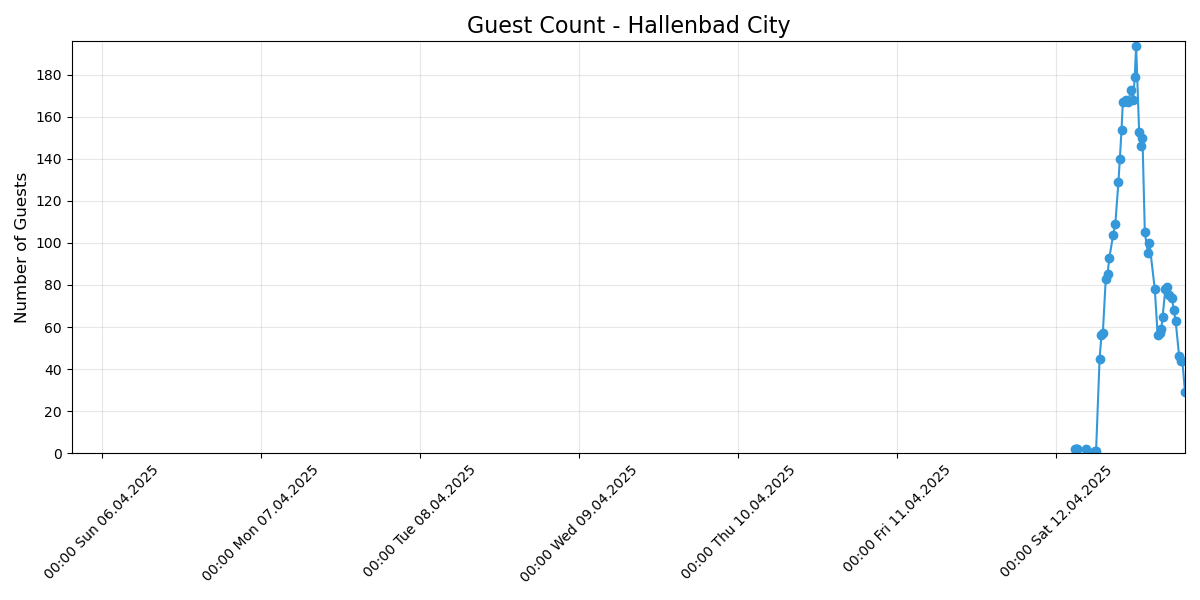 Guest Count - Hallenbad City
Number of Guests
180
160
140
120
100
80
60
40
20
0
00:00 Sun 06.04.2025
00:00 Mon 07.04.2025
00:00 Tue 08.04.2025
00:00 Wed 09.04.2025
00:00 Thu 10.04.2025
00:00 Fri 11.04.2025
00:00 Sat 12.04.2025